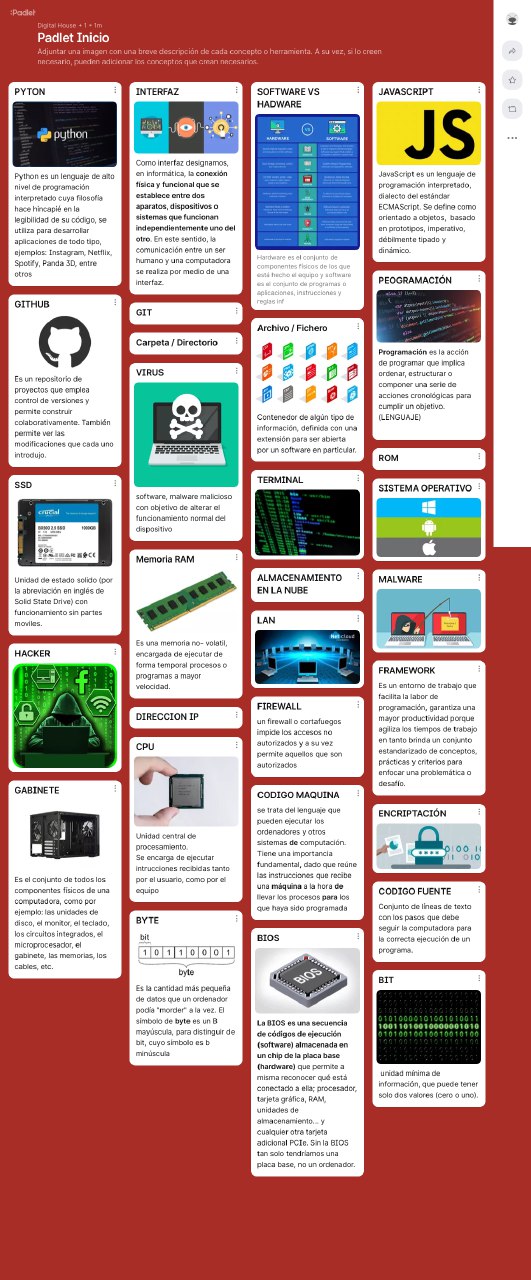 :Padlet
Digital House • 1 • 1m
Padlet Inicio
Adjuntar una imagen con una breve descripción de cada concepto o herramienta. A su vez, si lo creen
necesario, pueden adicionar los conceptos que crean necesarios.
PYTON
python
Python es un lenguaje de alto
nivel de programación
interpretado cuya filosofía
hace hincapié en la
legibilidad de su código, se
utiliza para desarrollar
aplicaciones de todo tipo,
ejemplos: Instagram, Netflix,
Spotify, Panda 3D, entre
otros
GITHUB
Es un repositorio de
proyectos que emplea
control de versiones y
permite construir
colaborativamente. También
permite ver las
modificaciones que cada uno
introdujo.
SSD
crucial
1000GB
Unidad de estado solido (por
la abreviación en inglés de
Solid State Drive) con
funcionamiento sin partes
moviles.
HACKER
GABINETE
Es el conjunto de todos los
componentes físicos de una
computadora, como por
ejemplo: las unidades de
disco, el monitor, el teclado,
los circuitos integrados, el
microprocesador, el
gabinete, las memorias, los
cables, etc.
INTERFAZ
Como interfaz designamos,
en informática, la conexión
física y funcional que se
establece entre dos
aparatos, dispositivos o
sistemas que funcionan
independientemente uno del
otro. En este sentido, la
comunicación entre un ser
humano y una computadora
se realiza por medio de una
interfaz.
GIT
Carpeta / Directorio
VIRUS
software, malware malicioso
con objetivo de alterar el
funcionamiento normal del
dispositivo
Memoria RAM
Es una memoria no- volatil,
encargada de ejecutar de
forma temporal procesos o
programas a mayor
velocidad.
DIRECCION IP
CPU
Unidad central de
procesamiento.
Se encarga de ejecutar
intrucciones recibidas tanto
por el usuario, como por el
equipo
BYTE
bit
1 0 1 1 0 0 0 1
byte
Es la cantidad más pequeña
de datos que un ordenador
podía "morder" a la vez. El
símbolo de byte es un B
mayúscula, para distinguir de
bit, cuyo símbolo es b
minúscula
SOFTWARE VS
HADWARE
HARDWARE
VS
SOFTWARE
Hardware es el conjunto de
componentes físicos de los que
está hecho el equipo y software
es el conjunto de programas o
aplicaciones, instrucciones y
reglas inf
Archivo / Fichero
Contenedor de algún tipo de
información, definida con una
extensión para ser abierta
por un software en particular.
TERMINAL
ALMACENAMIENTO
EN LA NUBE
LAN
Net-cloud
FIREWALL
un firewall o cortafuegos
impide los accesos no
autorizados y a su vez
permite aquellos que son
autorizados
CODIGO MAQUINA
se trata del lenguaje que
pueden ejecutar los
ordenadores y otros
sistemas de computación.
Tiene una importancia
fundamental, dado que reúne
las instrucciones que recibe
una máquina a la hora de
llevar los procesos para los
que haya sido programada
BIOS
BIOS
La BIOS es una secuencia
de códigos de ejecución
(software) almacenada en
un chip de la placa base
(hardware) que permite a
misma reconocer qué está
conectado a ella; procesador,
tarjeta gráfica, RAM,
unidades de
almacenamiento... y
cualquier otra tarjeta
adicional PCIe. Sin la BIOS
tan solo tendríamos una
placa base, no un ordenador.
JAVASCRIPT
JS
JavaScript es un lenguaje de
programación interpretado,
dialecto del estándar
ECMAScript. Se define como
orientado a objetos, basado
en prototipos, imperativo,
débilmente tipado y
dinámico.
PEOGRAMACIÓN
Programación es la acción
de programar que implica
ordenar, estructurar o
componer una serie de
acciones cronológicas para
cumplir un objetivo.
(LENGUAJE)
ROM
SISTEMA OPERATIVO
MALWARE
FRAMEWORK
Es un entorno de trabajo que
facilita la labor de
programación, garantiza una
mayor productividad porque
agiliza los tiempos de trabajo
en tanto brinda un conjunto
estandarizado de conceptos,
prácticas y criterios para
enfocar una problemática o
desafío.
ENCRIPTACIÓN
CODIGO FUENTE
Conjunto de líneas de texto
con los pasos que debe
seguir la computadora para
la correcta ejecución de un
programa.
BIT
unidad mínima de
información, que puede tener
solo dos valores (cero o uno).